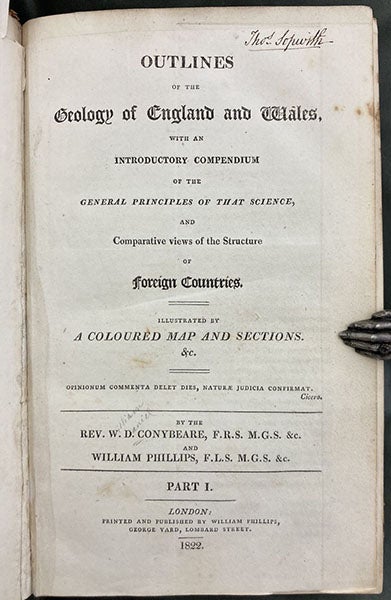 Thos. Sopwith
OUTLINES
OF THE
Geology of England and Wales,
WITH AN
INTRODUCTORY COMPENDIUM
OF THE
GENERAL PRINCIPLES OF THAT SCIENCE,
AND
Comparative views of the Structure
OF
Foreign Countries.
ILLUSTRATED BY
A COLOURED MAP AND SECTIONS.
&c.
OPINIONUM COMMENTA DELET DIES, NATURÆ JUDICIA CONFIRMAT.
Cicero.
BY THE
William Daniel
REV. W. D. CONYBEARE, F.R.S. M.G.S. &c.
AND
WILLIAM PHILLIPS, F.L.S. M.G.S. &c.
PART I.
LONDON:
PRINTED AND PUBLISHED BY WILLIAM PHILLIPS,
GEORGE YARD, LOMBARD STREET.
1822.